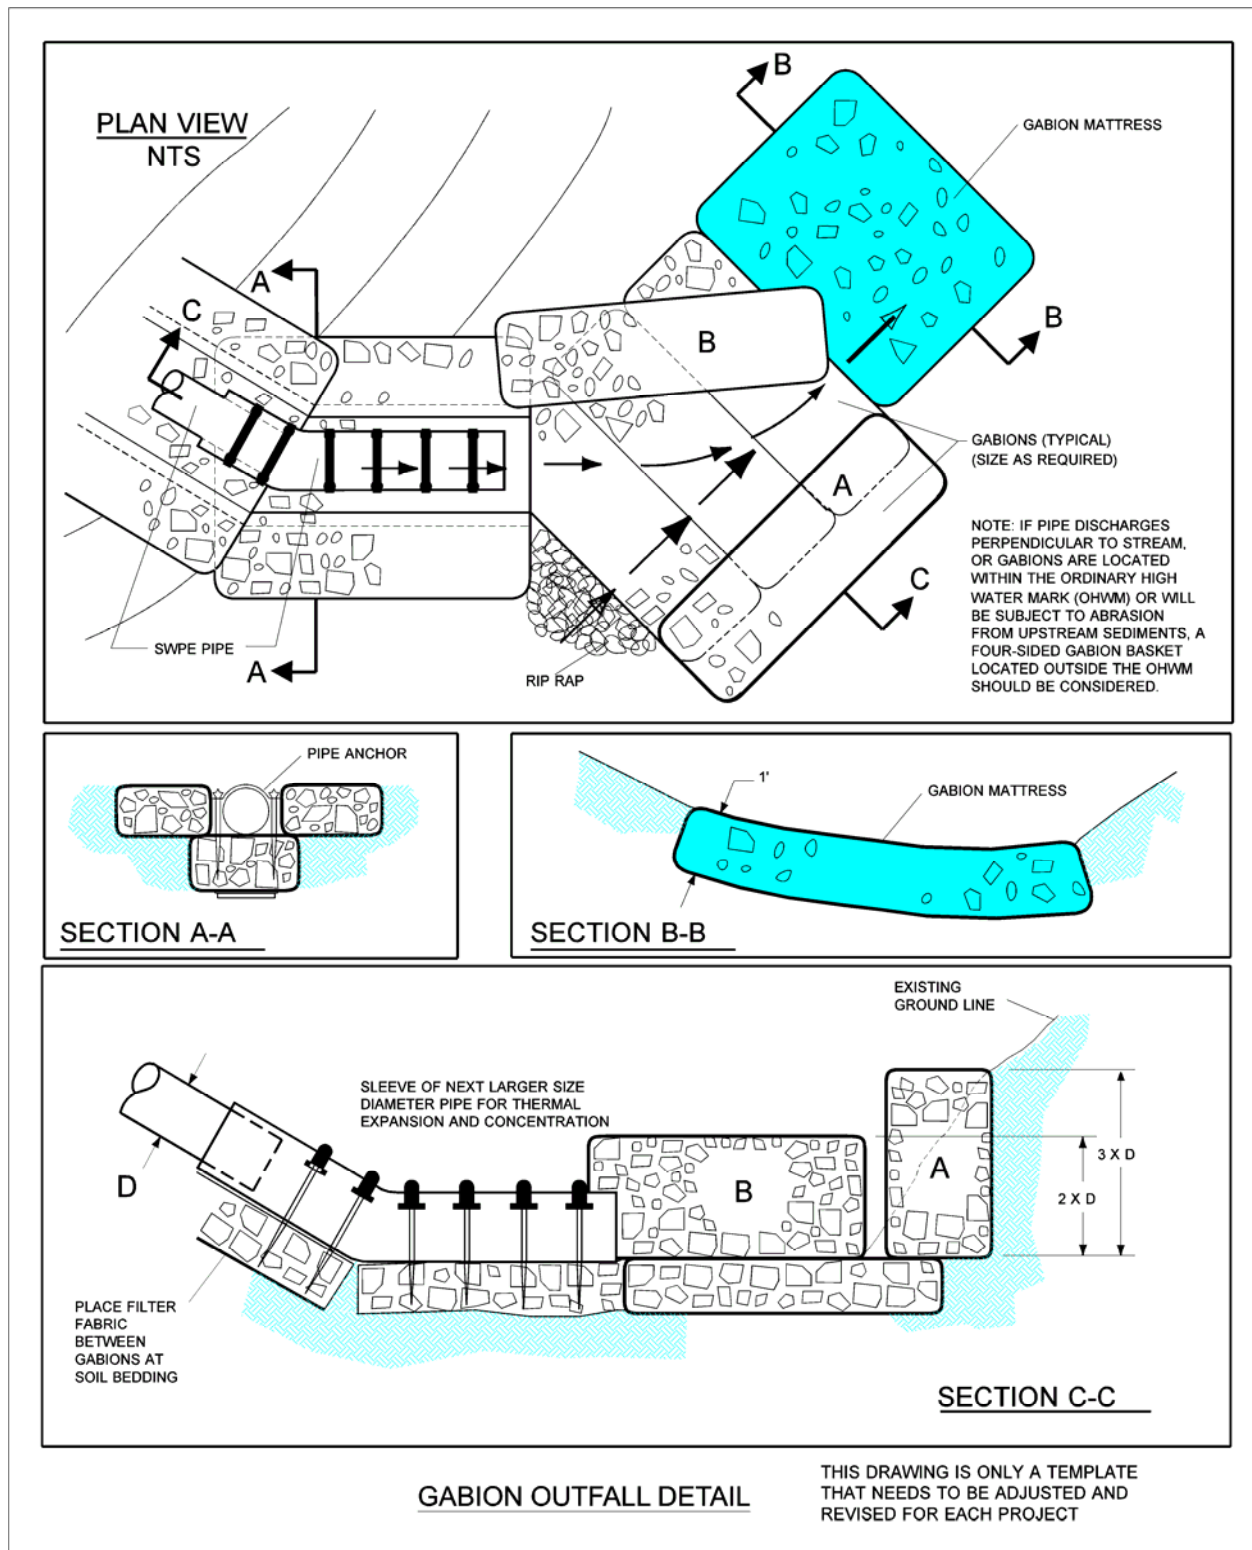 PLAN VIEW
NTS
B
GABION MATTRESS
A
C
B
B
GABIONS (TYPICAL)
(SIZE AS REQUIRED)
A
NOTE: IF PIPE DISCHARGES
PERPENDICULAR TO STREAM,
OR GABIONS ARE LOCATED
WITHIN THE ORDINARY HIGH
WATER MARK (OHWM) OR WILL
BE SUBJECT TO ABRASION
FROM UPSTREAM SEDIMENTS, A
FOUR-SIDED GABION BASKET
LOCATED OUTSIDE THE OHWM
SHOULD BE CONSIDERED.
C
SWPE PIPE
A
RIP RAP
PIPE ANCHOR
SECTION A-A
1'
GABION MATTRESS
SECTION B-B
EXISTING
GROUND LINE
SLEEVE OF NEXT LARGER SIZE
DIAMETER PIPE FOR THERMAL
EXPANSION AND CONCENTRATION
D
B
A
3 X D
2 X D
PLACE FILTER
FABRIC
BETWEEN
GABIONS AT
SOIL BEDDING
SECTION C-C
GABION OUTFALL DETAIL
THIS DRAWING IS ONLY A TEMPLATE
THAT NEEDS TO BE ADJUSTED AND
REVISED FOR EACH PROJECT